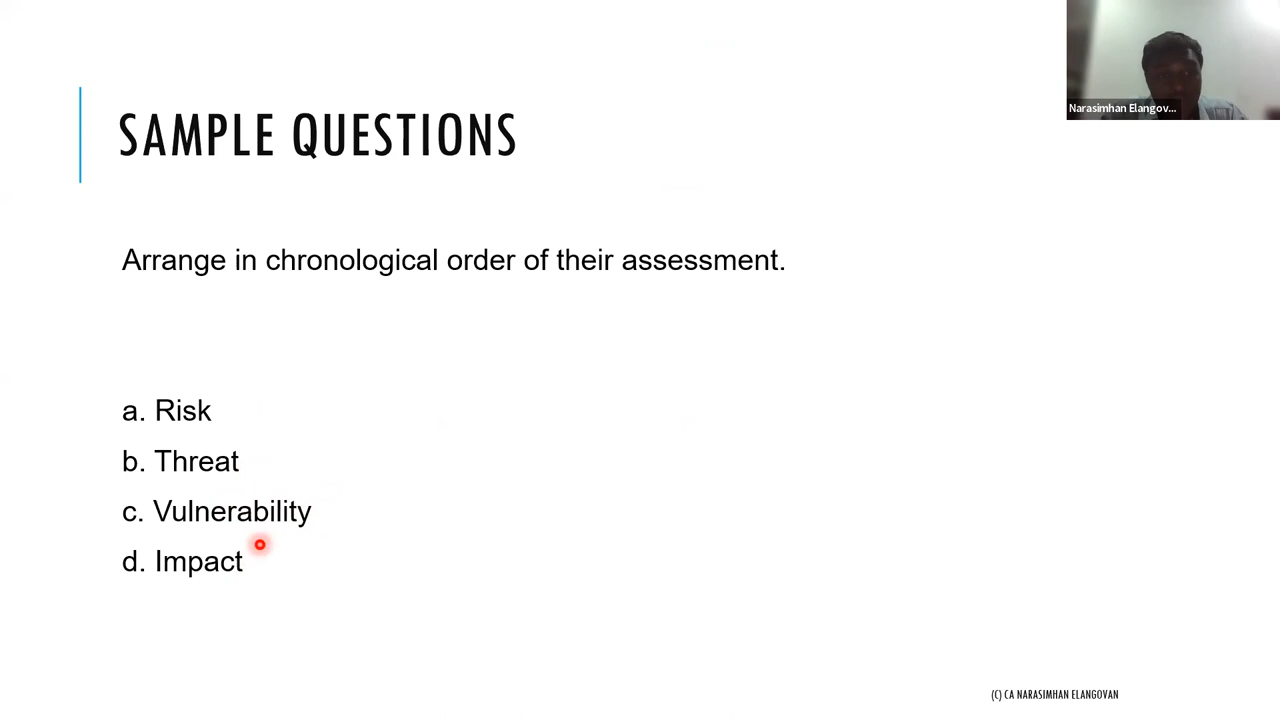 Narasimhan Elangov...
SAMPLE QUESTIONS
Arrange in chronological order of their assessment.
a. Risk
b. Threat
c. Vulnerability
d. Impact
(C) CA NARASIMHAN ELANGOVAN